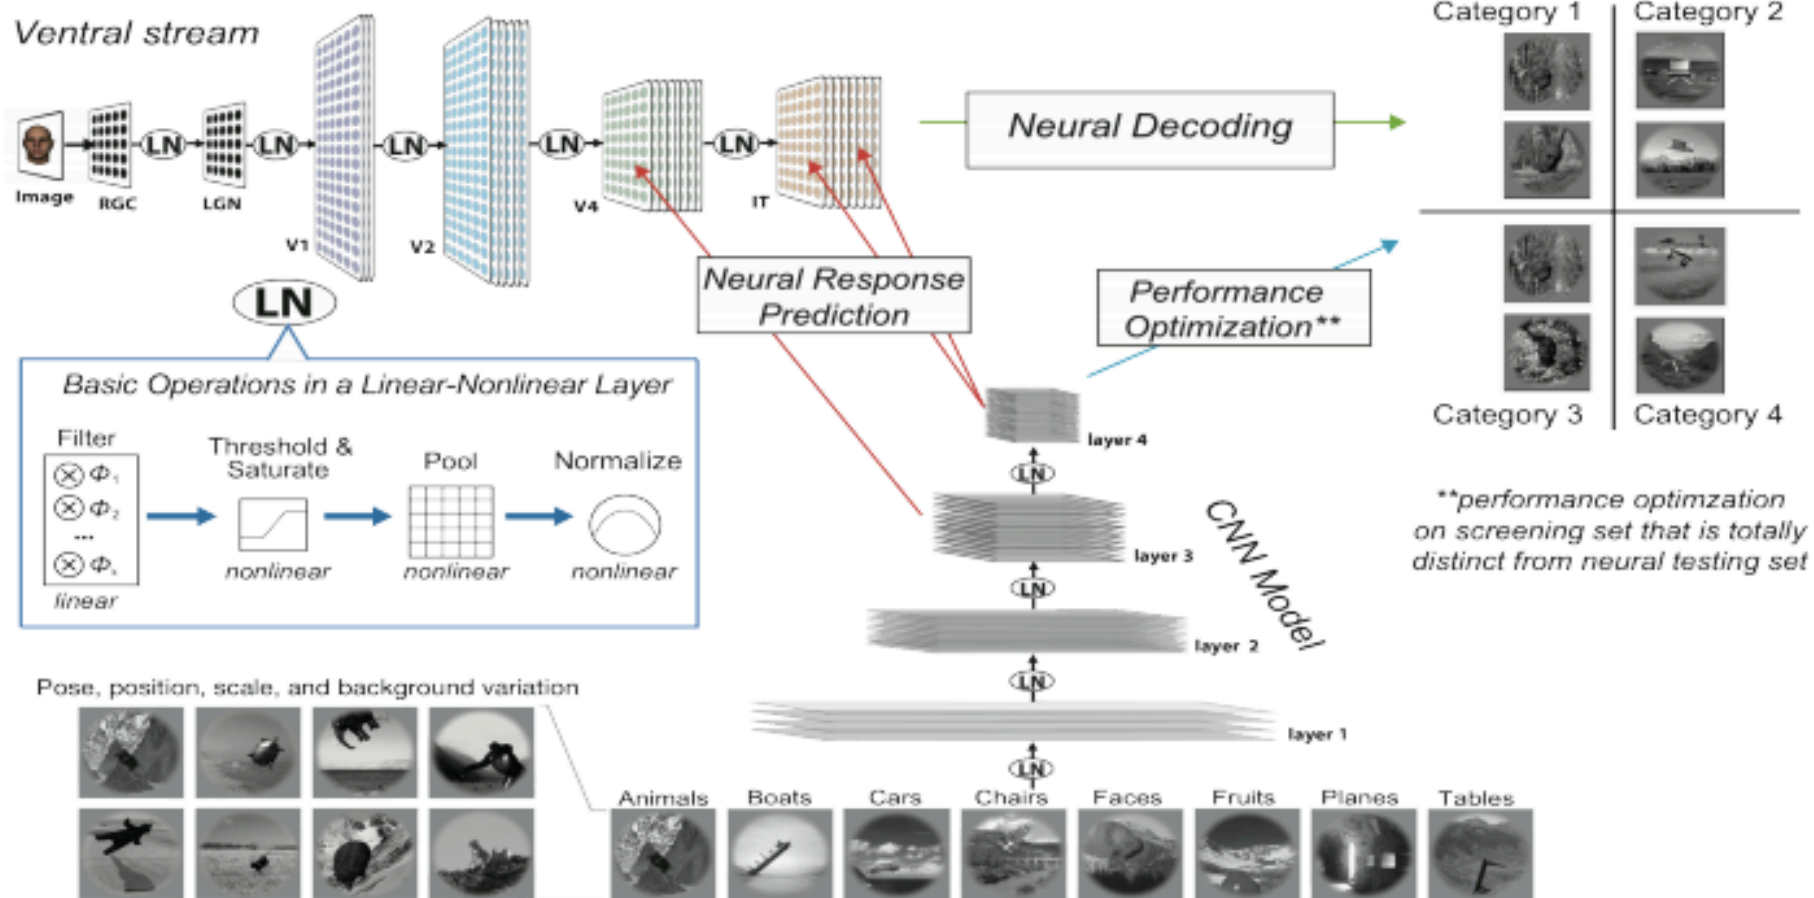 Ventral stream
Image
RGC
LN
LGN
LN
V1
LN
V2
LN
V4
LN
IT
Neural Decoding
Category 1
Category 2
Category 3
Category 4
Neural Response
Prediction
Performance
Optimization**
**performance optimzation
on screening set that is totally
distinct from neural testing set
LN
Basic Operations in a Linear-Nonlinear Layer
Filter
⊗ Φ1
⊗ Φ2
...
⊗ Φk
linear
Threshold &
Saturate
nonlinear
Pool
nonlinear
Normalize
nonlinear
CNN Model
layer 4
LN
layer 3
LN
layer 2
LN
layer 1
LN
Pose, position, scale, and background variation
Animals
Boats
Cars
Chairs
Faces
Fruits
Planes
Tables